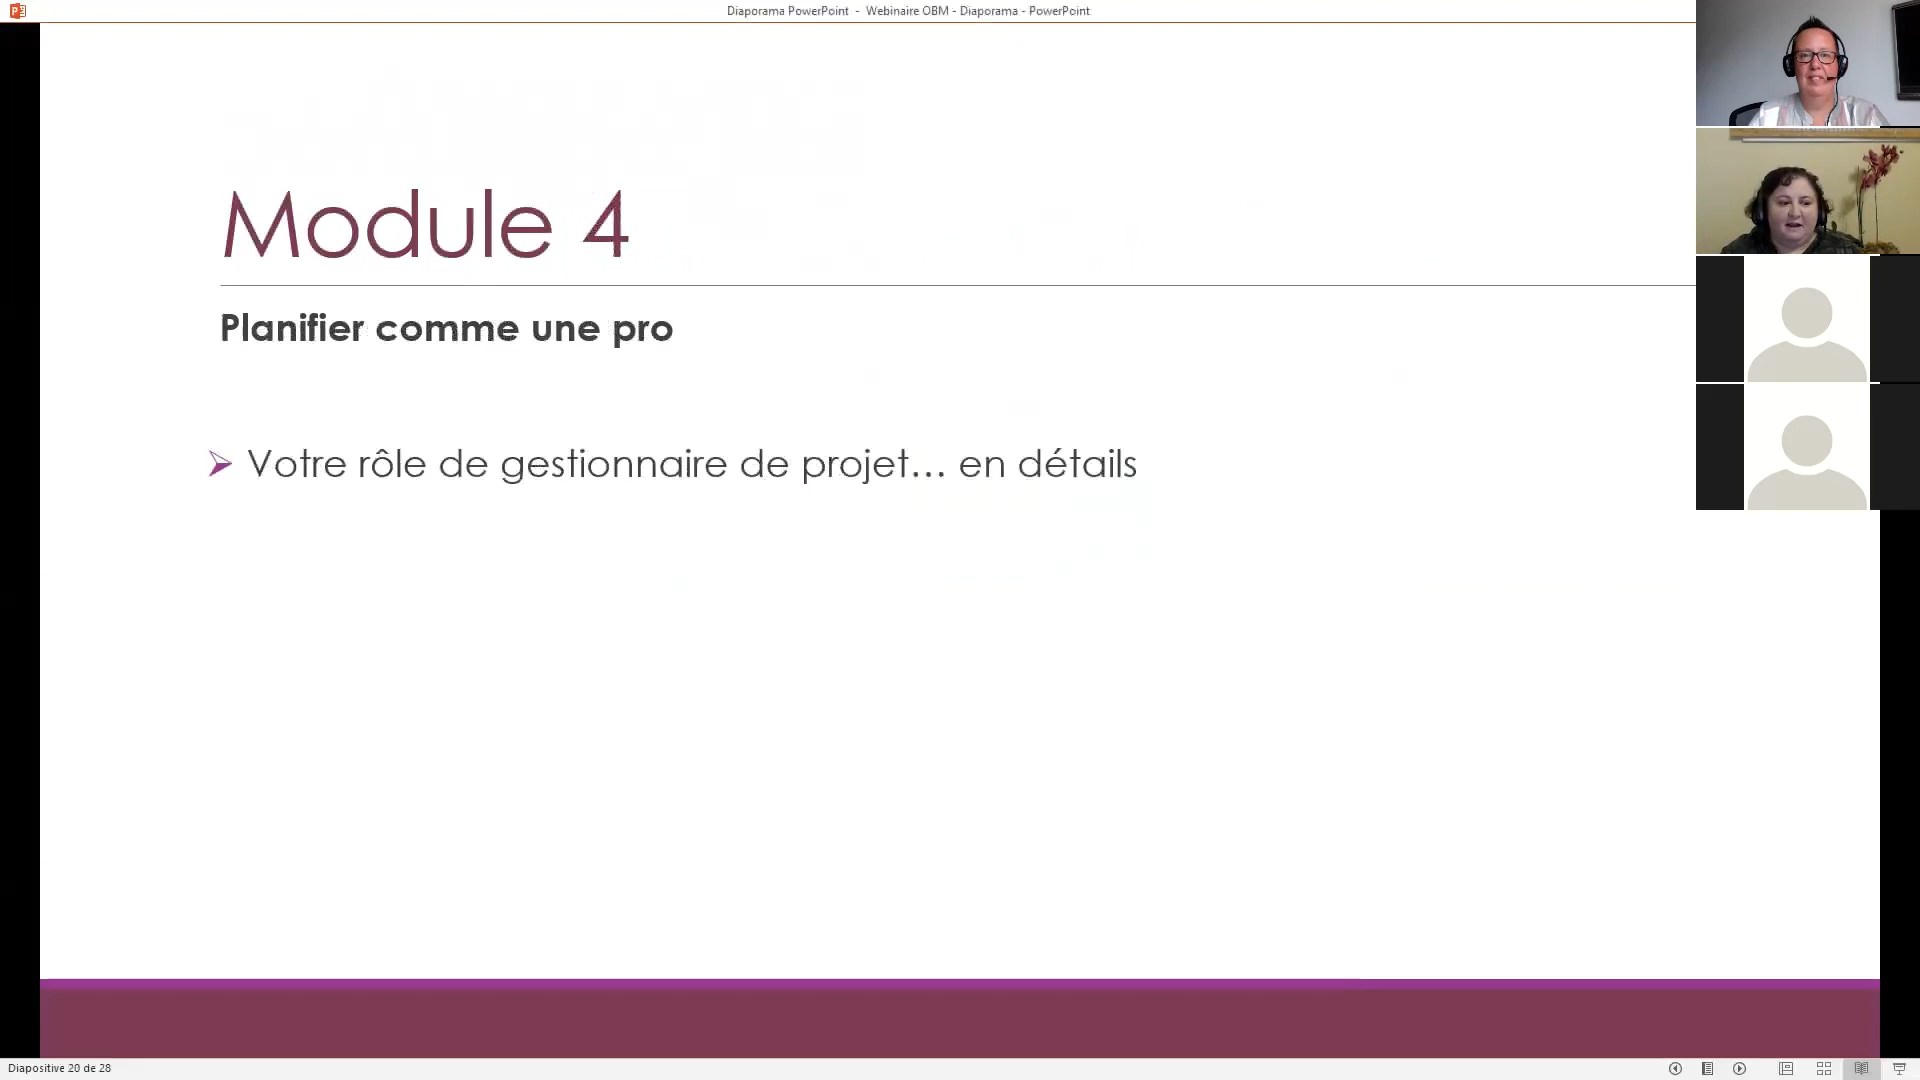 Diaporama PowerPoint - Webinaire OBM - Diaporama - PowerPoint
Module 4
Planifier comme une pro
Votre rôle de gestionnaire de projet... en détails
Diapositive 20 de 28